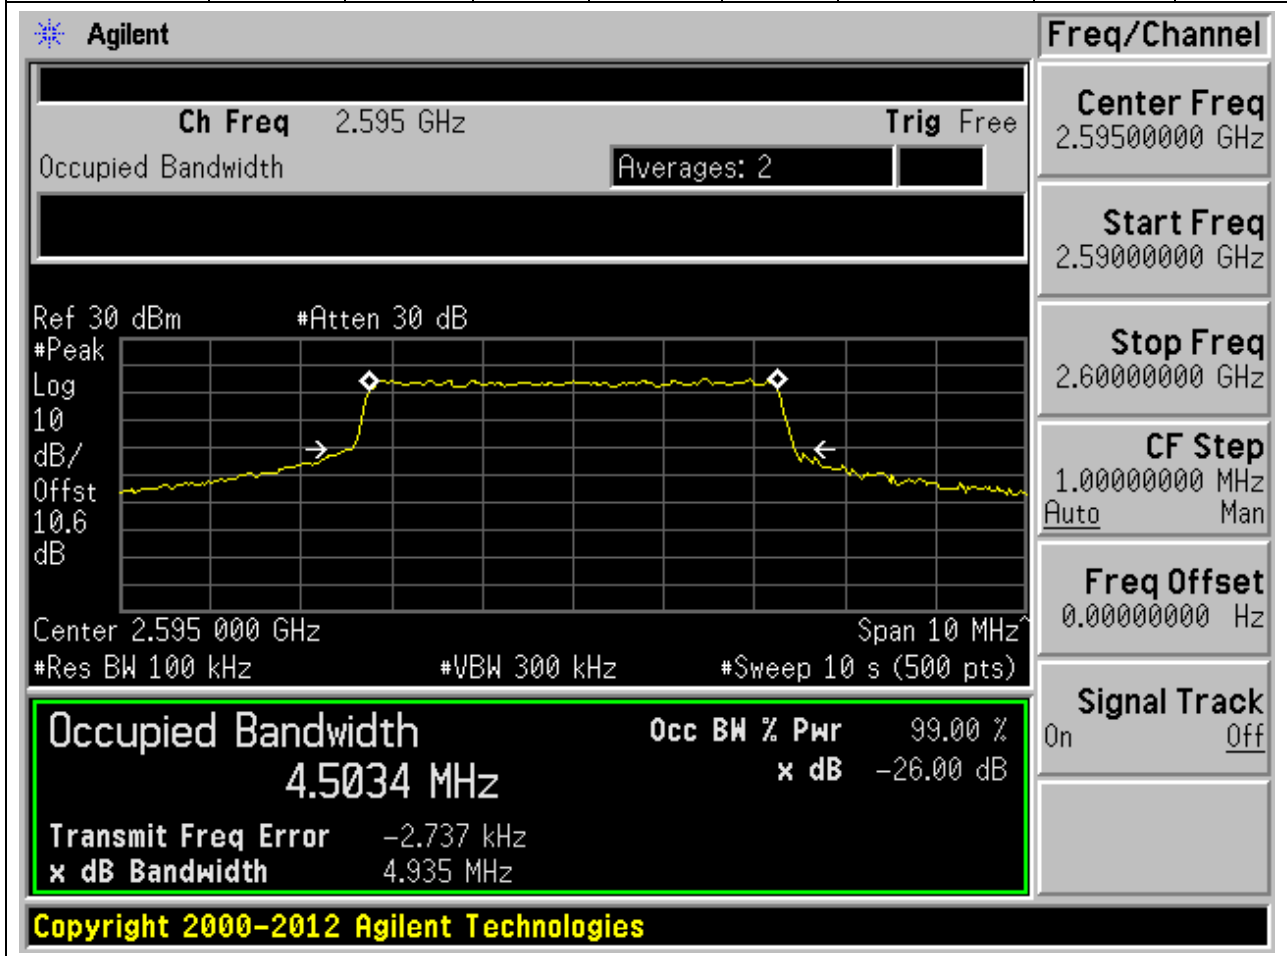 Agilent
Freq/Channel
Ch Freq 2.595 GHz Trig Free
Occupied Bandwidth Averages: 2
Ref 30 dBm #Atten 30 dB
#Peak
Log
10
dB/
Offst
10.6
dB
Center 2.595 000 GHz Span 10 MHz^
#Res BW 100 kHz #VBW 300 kHz #Sweep 10 s (500 pts)
Occupied Bandwidth Occ BW % Pwr 99.00 %
4.5034 MHz x dB -26.00 dB
Transmit Freq Error -2.737 kHz
x dB Bandwidth 4.935 MHz
Copyright 2000-2012 Agilent Technologies
Center Freq
2.59500000 GHz
Start Freq
2.59000000 GHz
Stop Freq
2.60000000 GHz
CF Step
1.00000000 MHz
Auto Man
Freq Offset
0.00000000 Hz
Signal Track
On Off